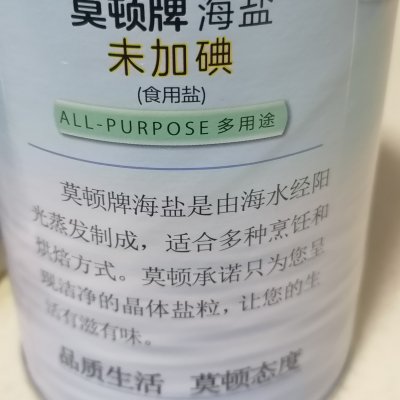 莫顿牌 海盐
未加碘
(食用盐)
ALL-PURPOSE 多用途
莫顿牌海盐是由海水经阳
光蒸发制成，适合多种烹饪和
烘焙方式。莫顿承诺只为您呈
现洁净的晶体盐粒，让您的生
活有滋有味。
品质生活 莫顿态度